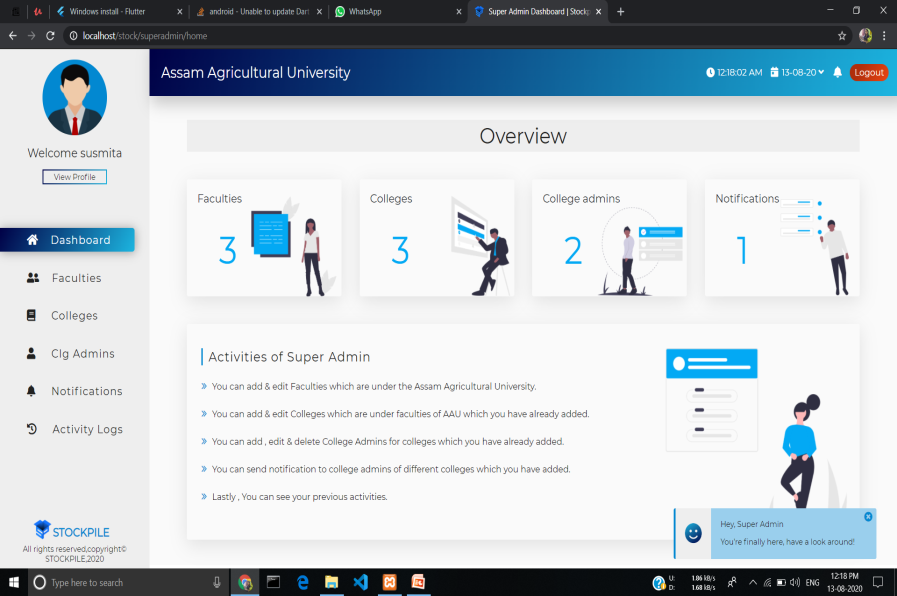 Windows install - Flutter
android - Unable to update Dart
WhatsApp
Super Admin Dashboard | Stockp
localhost/stock/superadmin/home
Assam Agricultural University
12:18:02 AM
13-08-20
Logout
Welcome susmita
View Profile
Dashboard
Faculties
Colleges
Clg Admins
Notifications
Activity Logs
STOCKPILE
All rights reserved,copyright©
STOCKPILE,2020
Overview
Faculties
3
Colleges
3
College admins
2
Notifications
1
Activities of Super Admin
You can add & edit Faculties which are under the Assam Agricultural University.
You can add & edit Colleges which are under faculties of AAU which you have already added.
You can add , edit & delete College Admins for colleges which you have already added.
You can send notification to college admins of different colleges which you have added.
Lastly , You can see your previous activities.
Hey, Super Admin
You're finally here, have a look around!
Type here to search
U: 1.86 kB/s
D: 1.68 kB/s
ENG
12:18 PM
13-08-2020